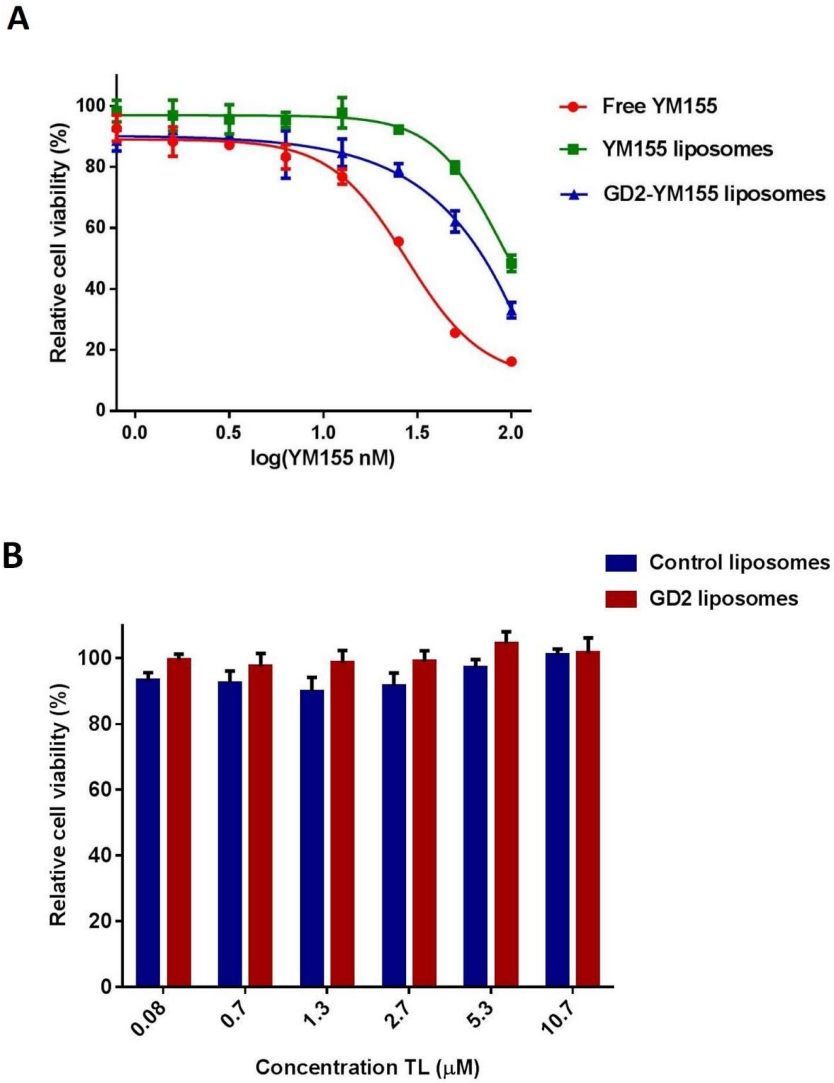 A
Relative cell viability (%)
100
80
60
40
20
0
0.0 0.5 1.0 1.5 2.0
log(YM155 nM)
Free YM155
YM155 liposomes
GD2-YM155 liposomes
B
Control liposomes
GD2 liposomes
Relative cell viability (%)
100
80
60
40
20
0
0.08 0.7 1.3 2.7 5.3 10.7
Concentration TL (μM)